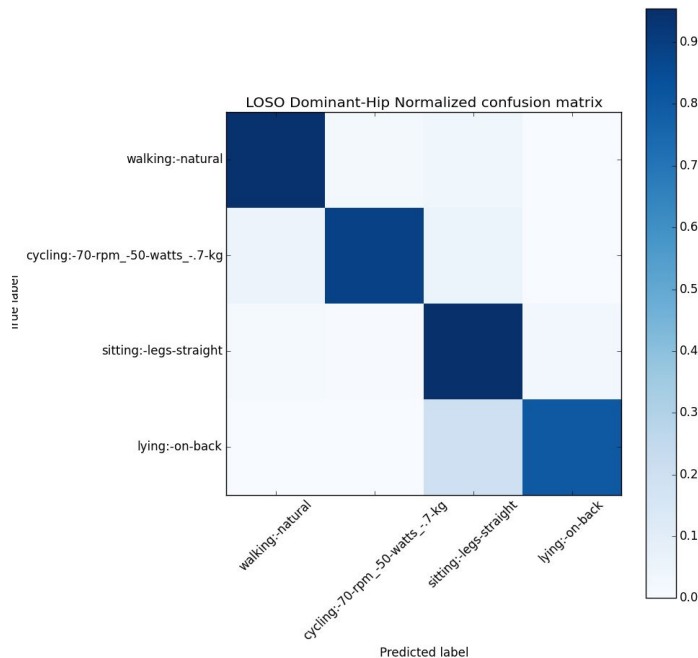 LOSO Dominant-Hip Normalized confusion matrix
walking:-natural
cycling:-70-rpm_-50-watts_-.7-kg
sitting:-legs-straight
lying:-on-back
label
walking:-natural
cycling:-70-rpm_-50-watts_-.7-kg
sitting:-legs-straight
lying:-on-back
Predicted label
0.9
0.8
0.7
0.6
0.5
0.4
0.3
0.2
0.1
0.0